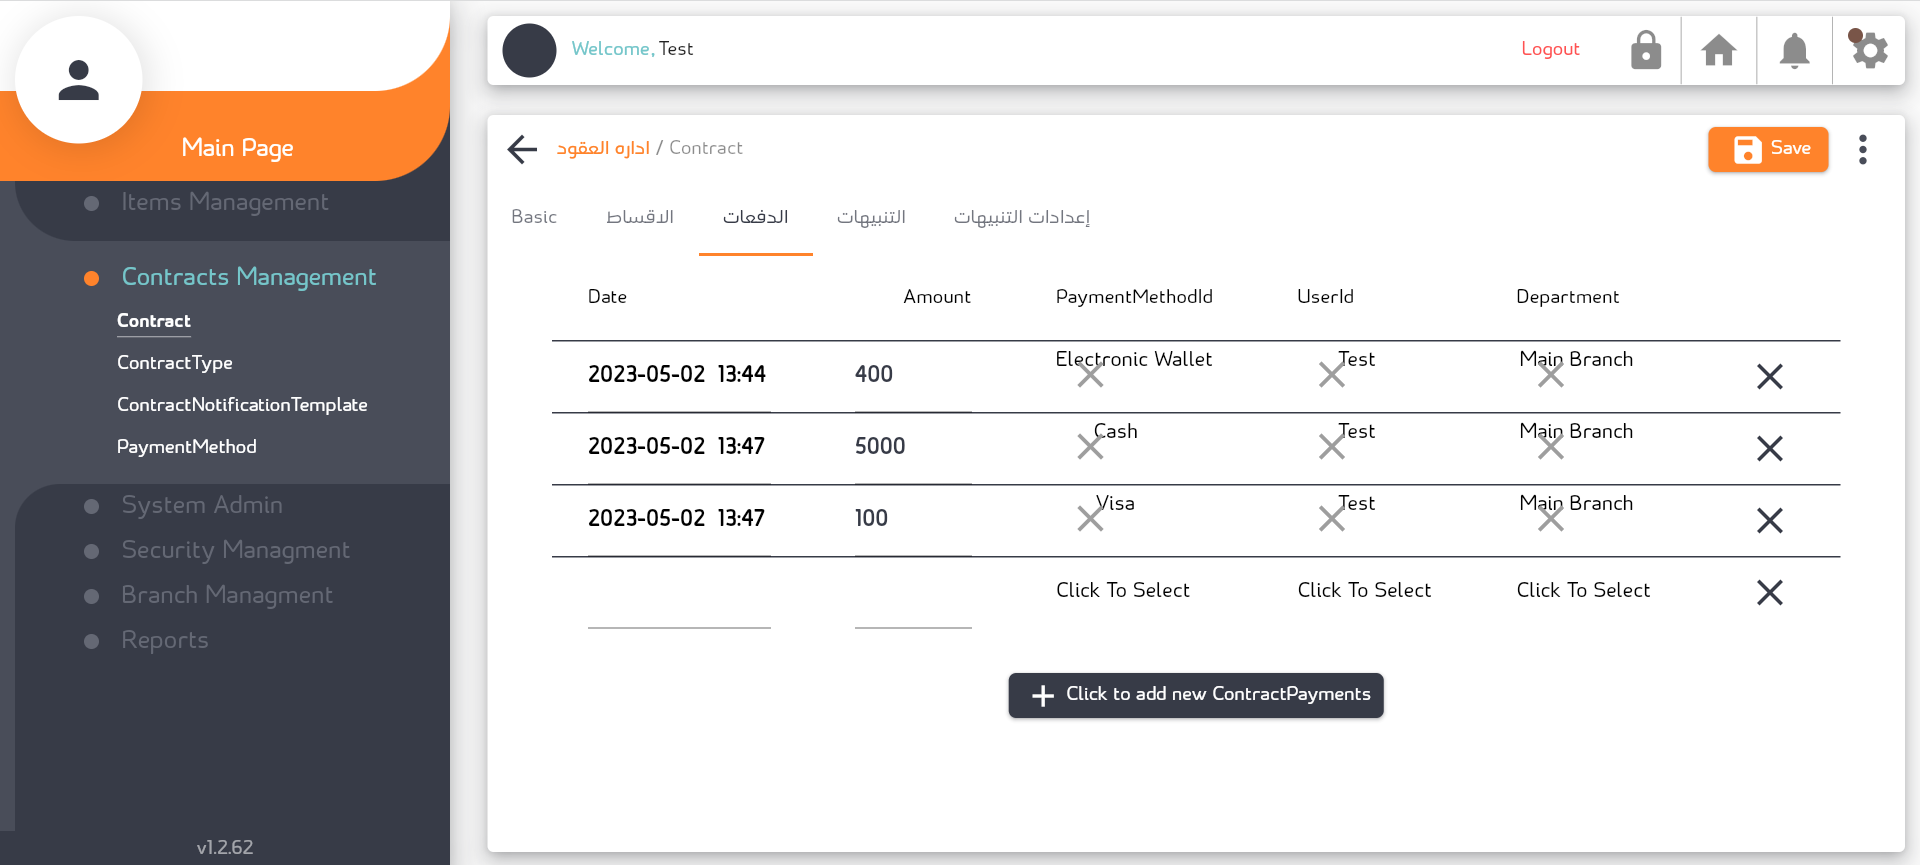 Main Page
Items Management
Contracts Management
Contract
ContractType
ContractNotificationTemplate
PaymentMethod
System Admin
Security Managment
Branch Managment
Reports
v1.2.62
Welcome, Test
Logout
اداره العقود / Contract
Save
Basic
الاقساط
الدفعات
التنبيهات
إعدادات التنبيهات
Date Amount PaymentMethodId UserId Department
2023-05-02 13:44 400 Electronic Wallet Test Main Branch
2023-05-02 13:47 5000 Cash Test Main Branch
2023-05-02 13:47 100 Visa Test Main Branch
Click To Select Click To Select Click To Select
Click to add new ContractPayments